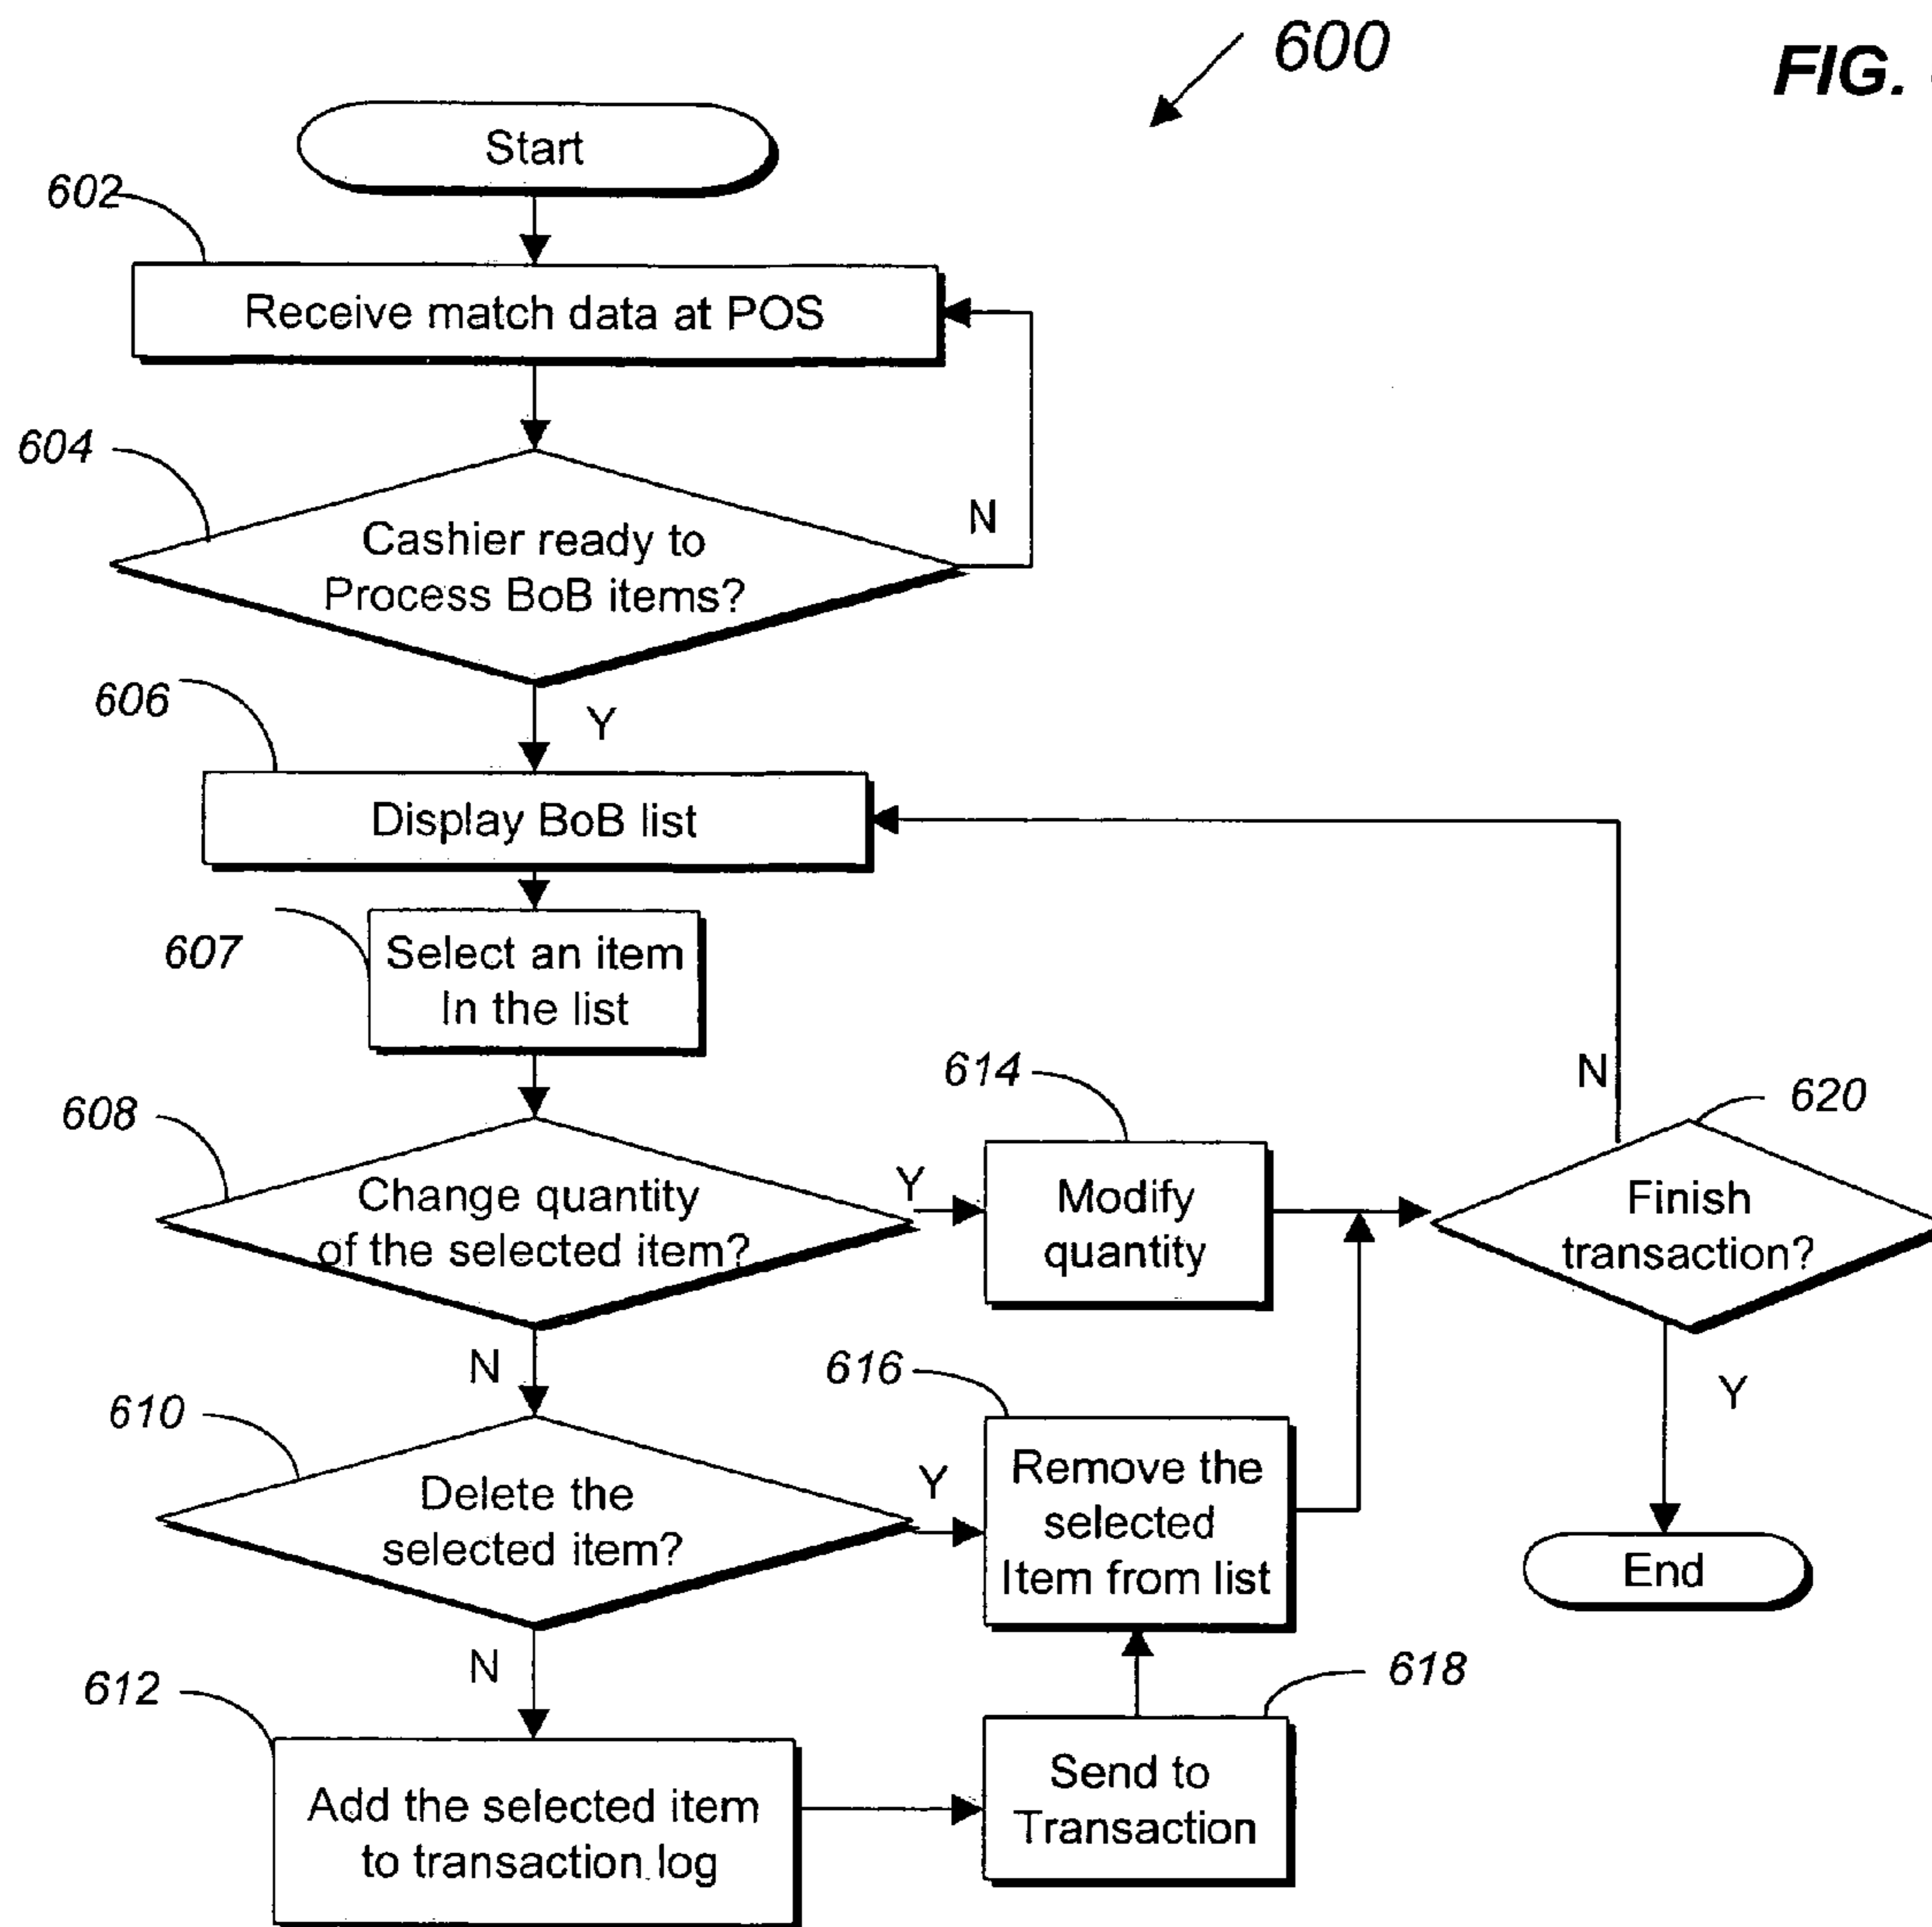 600
FIG.
Start
602
Receive match data at POS
604
Cashier ready to
Process BoB items?
N
606
Y
Display BoB list
607
Select an item
In the list
608
Change quantity
of the selected item?
Y
614
Modify
quantity
N
620
Finish
transaction?
N
610
Delete the
selected item?
Y
616
Remove the
selected
Item from list
Y
End
N
612
Add the selected item
to transaction log
618
Send to
Transaction